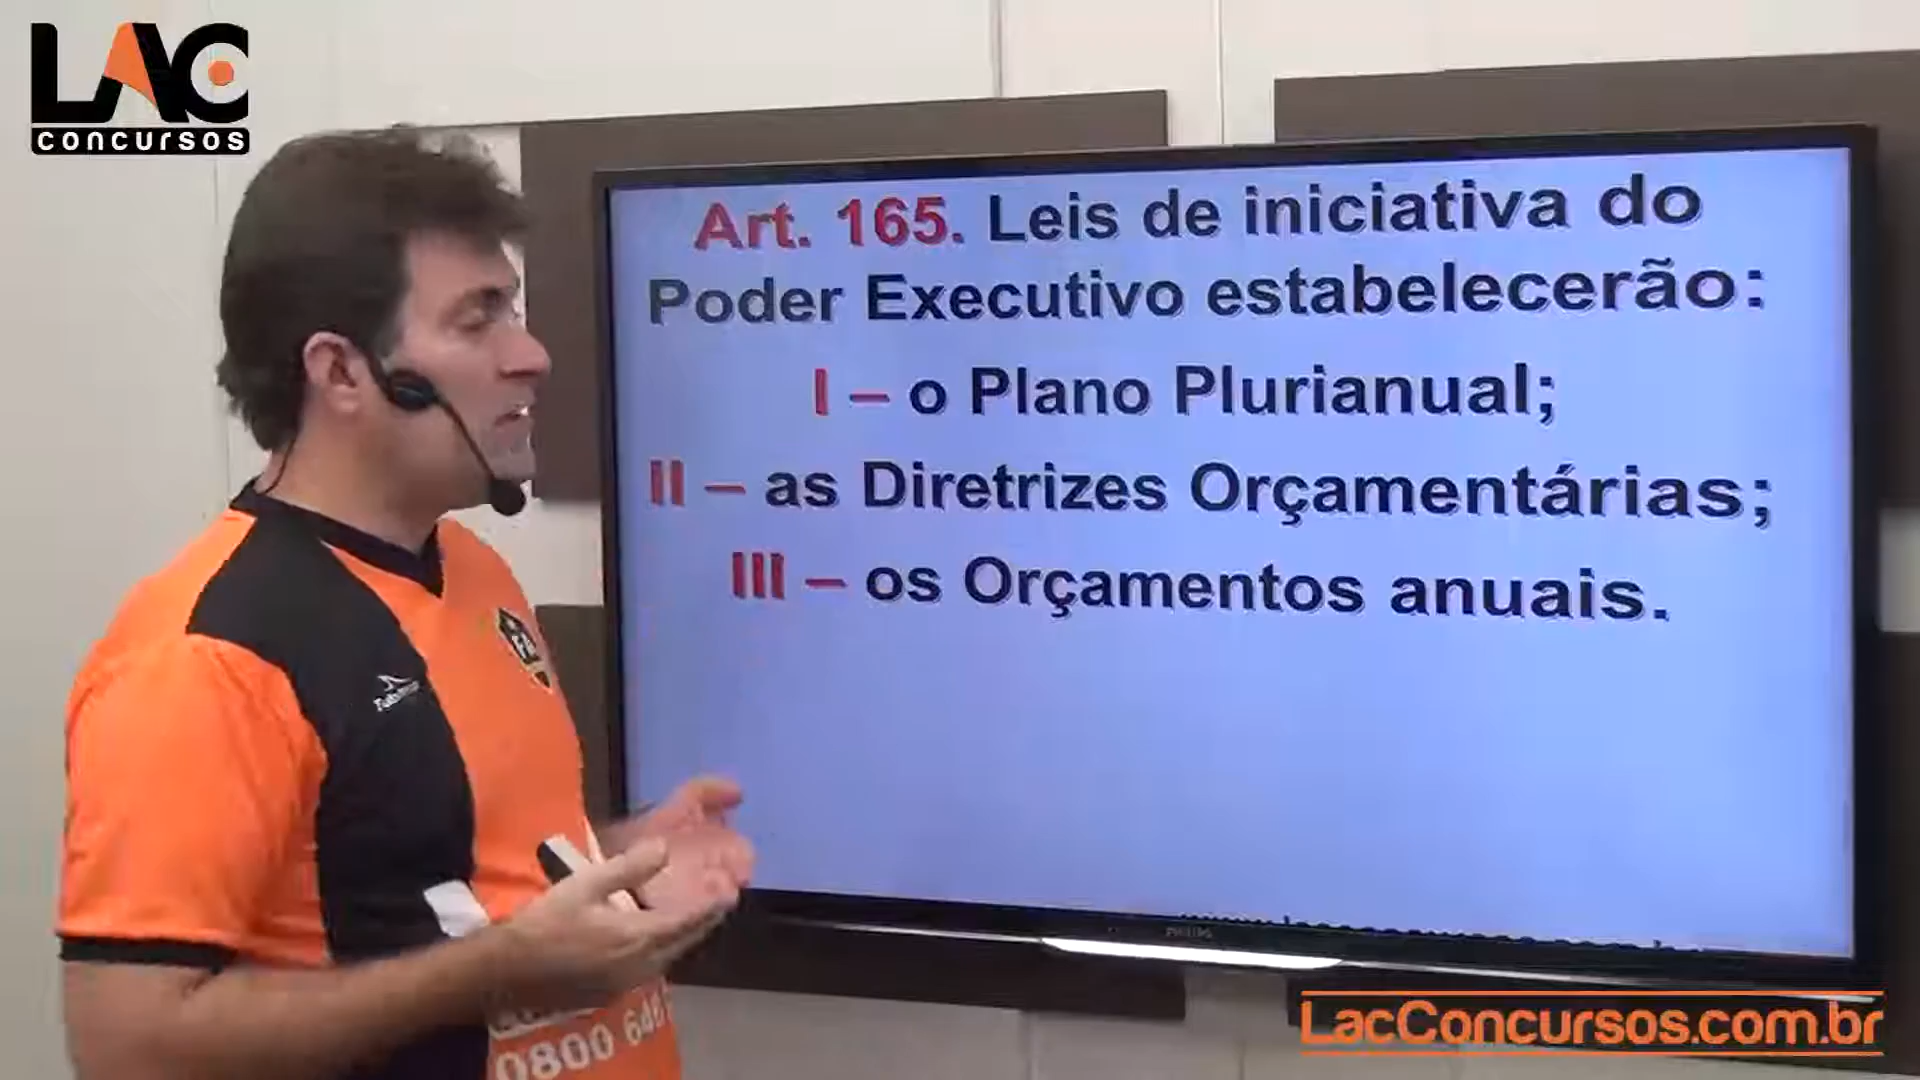 LAC
concursos
Art. 165. Leis de iniciativa do
Poder Executivo estabelecerão:
I – o Plano Plurianual;
II – as Diretrizes Orçamentárias;
III – os Orçamentos anuais.
PHILIPS
0800
LacConcursos.com.br